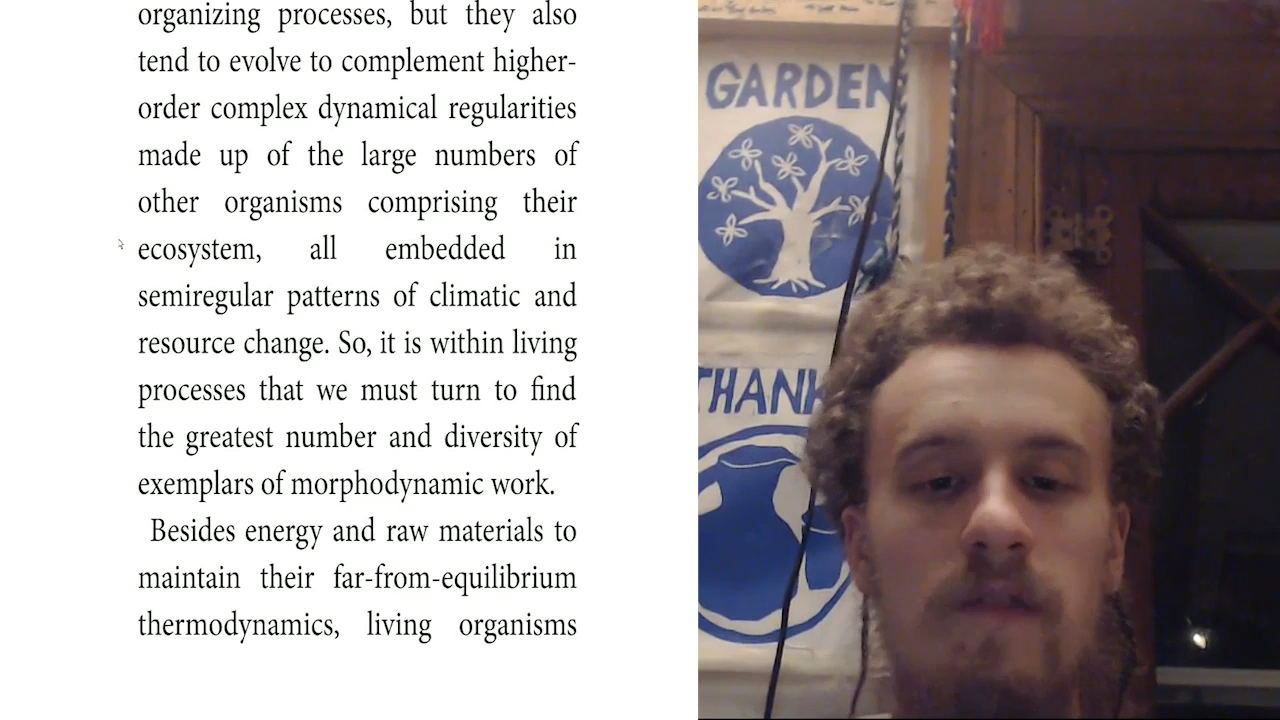 organizing processes, but they also
tend to evolve to complement higher-
order complex dynamical regularities
made up of the large numbers of
other organisms comprising their
ecosystem, all embedded in
semiregular patterns of climatic and
resource change. So, it is within living
processes that we must turn to find
the greatest number and diversity of
exemplars of morphodynamic work.
Besides energy and raw materials to
maintain their far-from-equilibrium
thermodynamics, living organisms
GARDEN
THANK